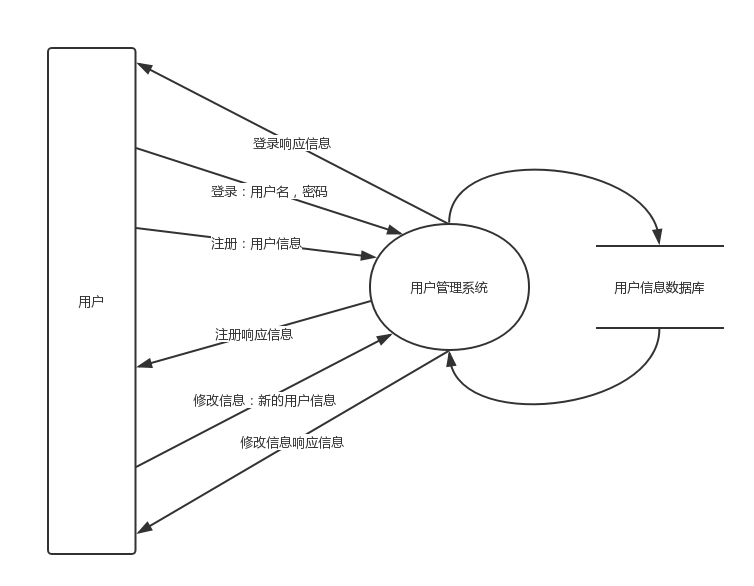 登录响应信息
登录：用户名，密码
注册：用户信息
用户管理系统
用户信息数据库
用户
注册响应信息
修改信息：新的用户信息
修改信息响应信息